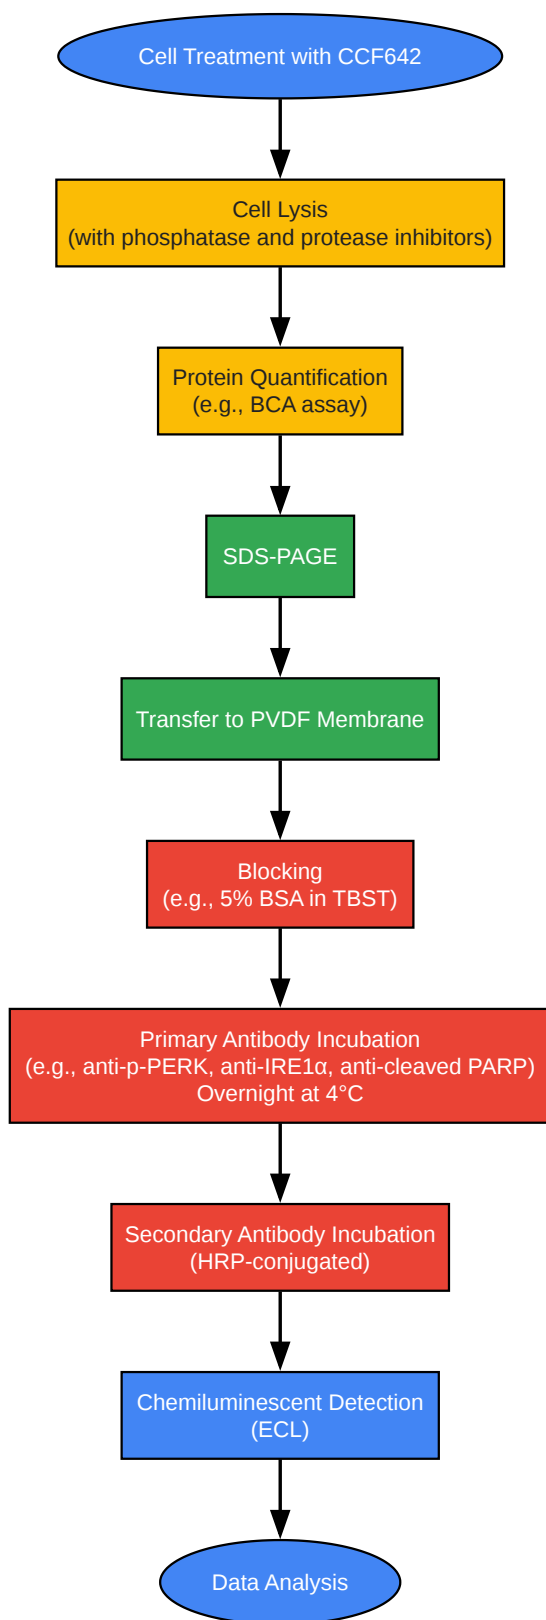 Cell Treatment with CCF642
Cell Lysis
(with phosphatase and protease inhibitors)
Protein Quantification
(e.g., BCA assay)
SDS-PAGE
Transfer to PVDF Membrane
Blocking
(e.g., 5% BSA in TBST)
Primary Antibody Incubation
(e.g., anti-p-PERK, anti-IRE1α, anti-cleaved PARP)
Overnight at 4°C
Secondary Antibody Incubation
(HRP-conjugated)
Chemiluminescent Detection
(ECL)
Data Analysis